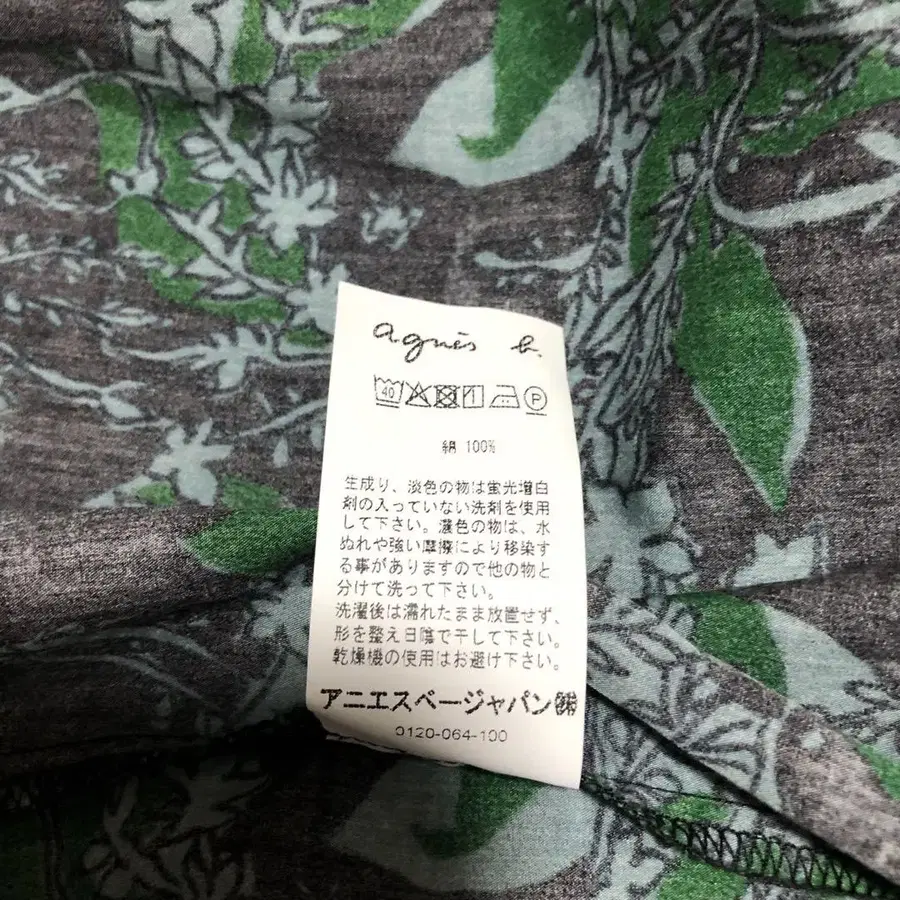 agnès b.
40 P
絹 100%
生成り、淡色の物は蛍光増白
剤の入っていない洗剤を使用
して下さい。濃色の物は、水
ぬれや強い摩擦により移染す
る事がありますので他の物と
分けて洗って下さい。
洗濯後は濡れたまま放置せず、
形を整え日陰で干して下さい。
乾燥機の使用はお避け下さい。
アニエスベージャパン㈱
0120-064-100